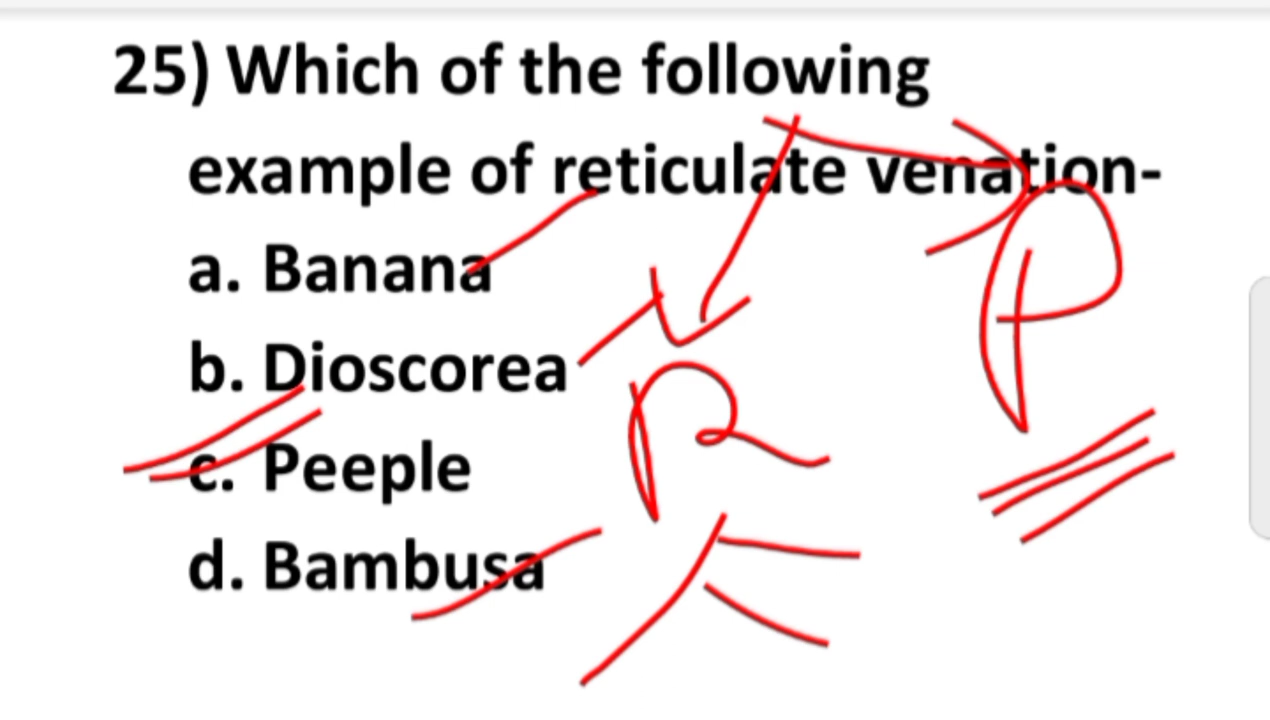 25) Which of the following
example of reticulate venation-
a. Banana
b. Dioscorea
c. Peeple
d. Bambusa
P
R